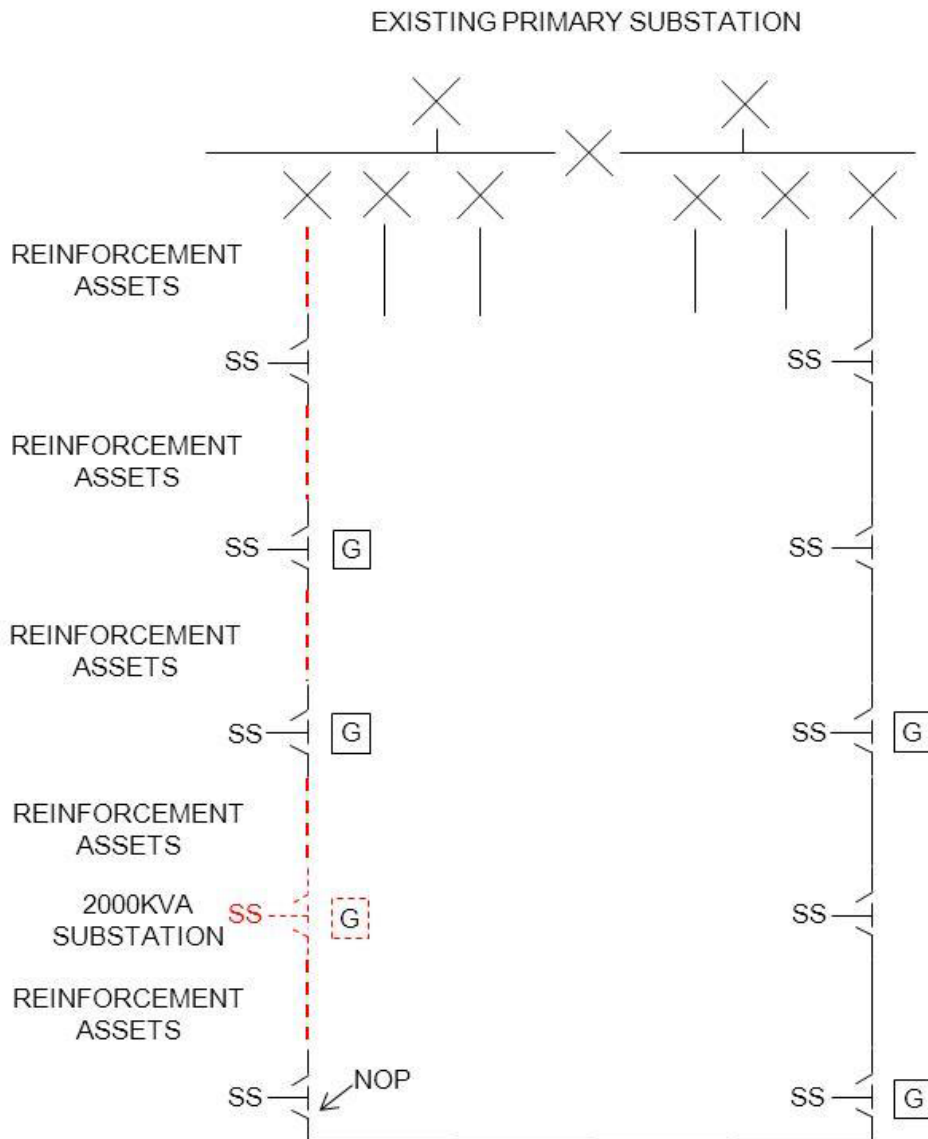 EXISTING PRIMARY SUBSTATION
REINFORCEMENT
ASSETS
SS
SS
REINFORCEMENT
ASSETS
SS
G
SS
REINFORCEMENT
ASSETS
SS
G
SS
G
REINFORCEMENT
ASSETS
2000KVA
SUBSTATION
SS
G
SS
REINFORCEMENT
ASSETS
NOP
SS
SS
G